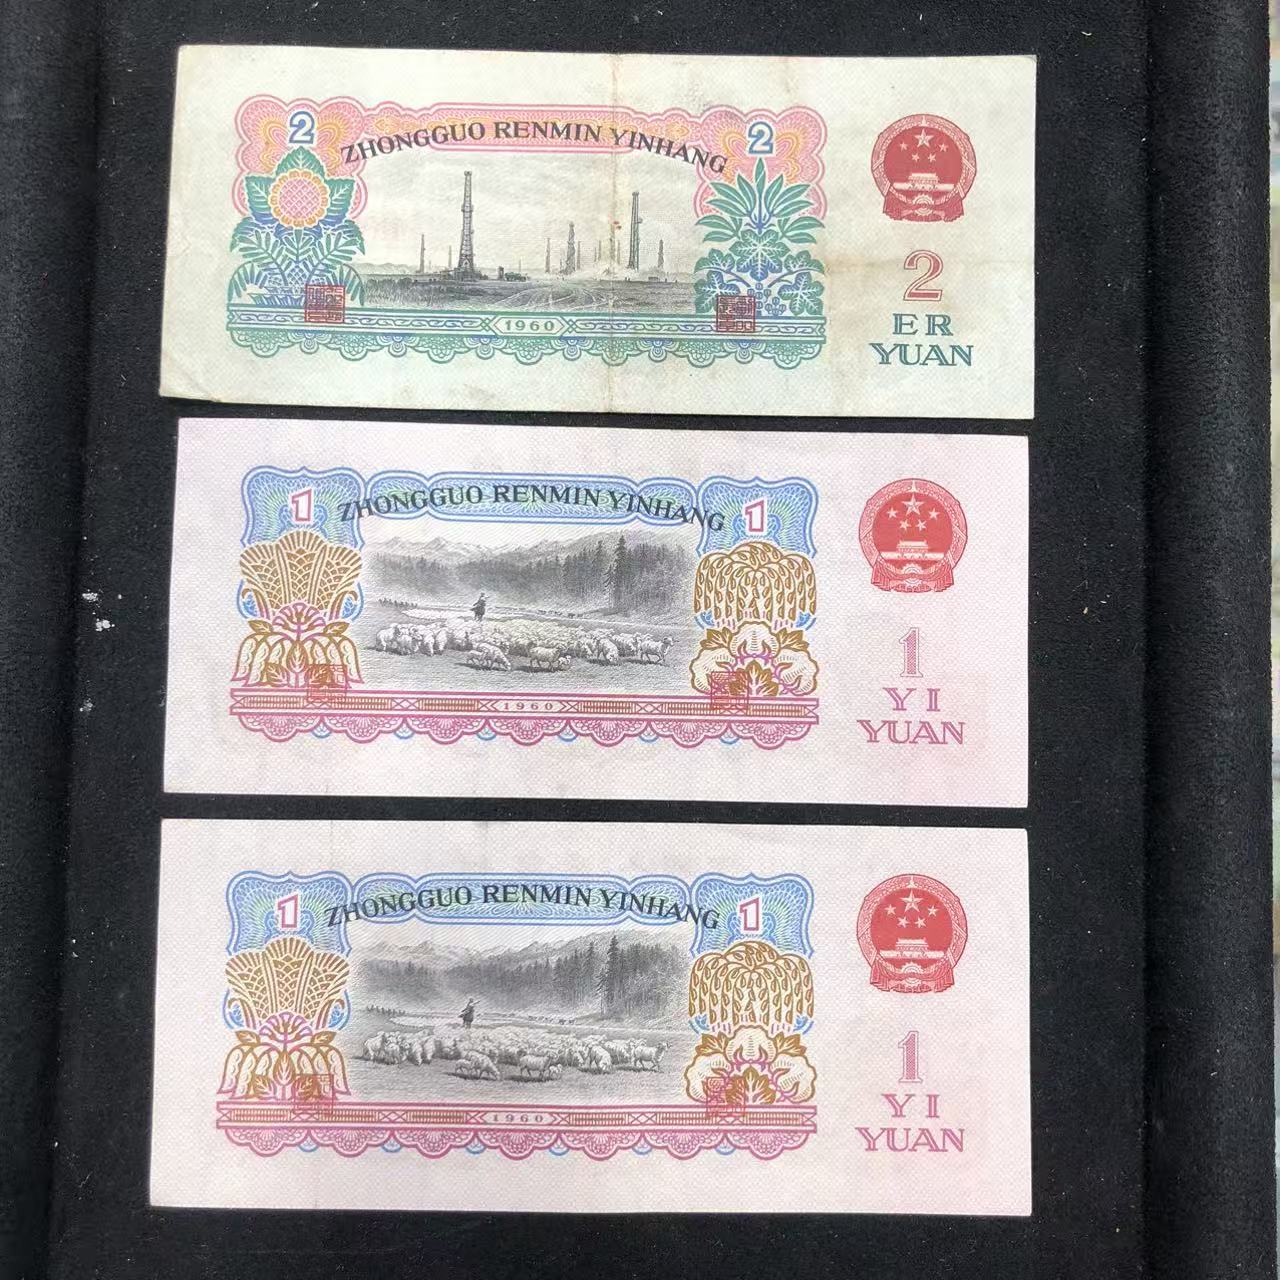 2 2
ZHONGGUO RENMIN YINHANG
1960
2
ER
YUAN
1 1
ZHONGGUO RENMIN YINHANG
1960
1
YI
YUAN
1 1
ZHONGGUO RENMIN YINHANG
1960
1
YI
YUAN